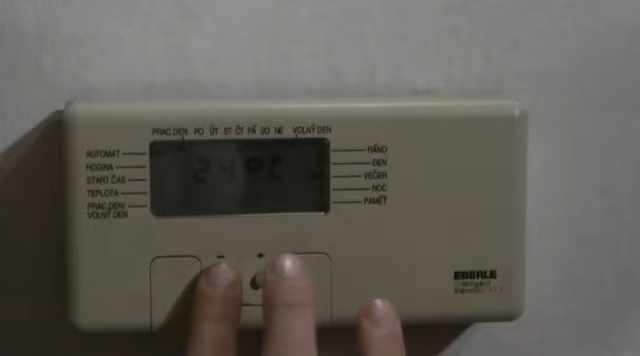 PRAC.DEN PO ÚT ST ČT PÁ SO NE VOLNÝ DEN
AUTOMAT
HODINA
START.ČAS
TEPLOTA
PRAC.DEN/
VOLNÝ DEN
24°C
RÁNO
DEN
VEČER
NOC
PAMĚŤ
- +
EBERLE